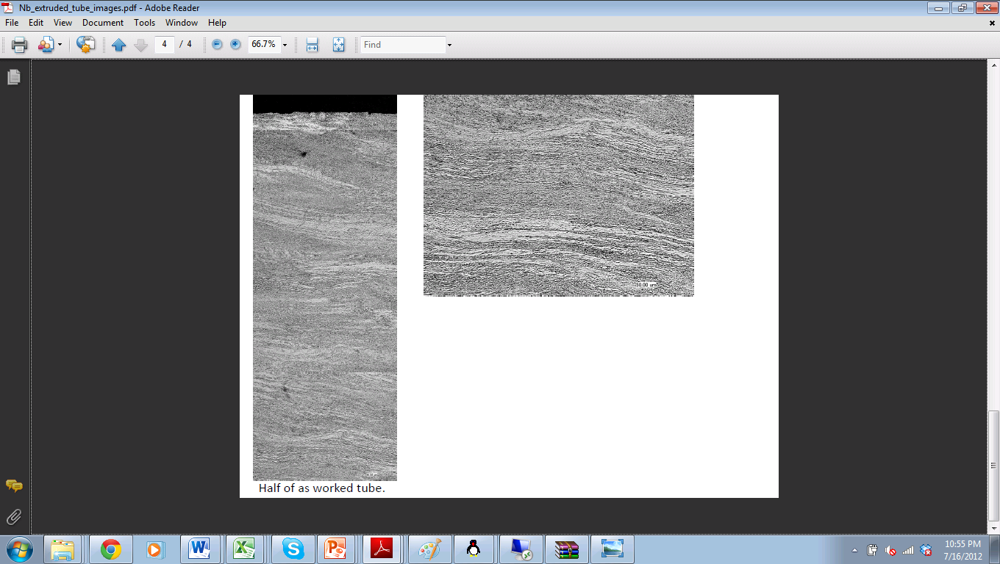 Nb_extruded_tube_images.pdf - Adobe Reader
File Edit View Document Tools Window Help
4 / 4 66.7% Find
Half of as worked tube.
10:55 PM
7/16/2012